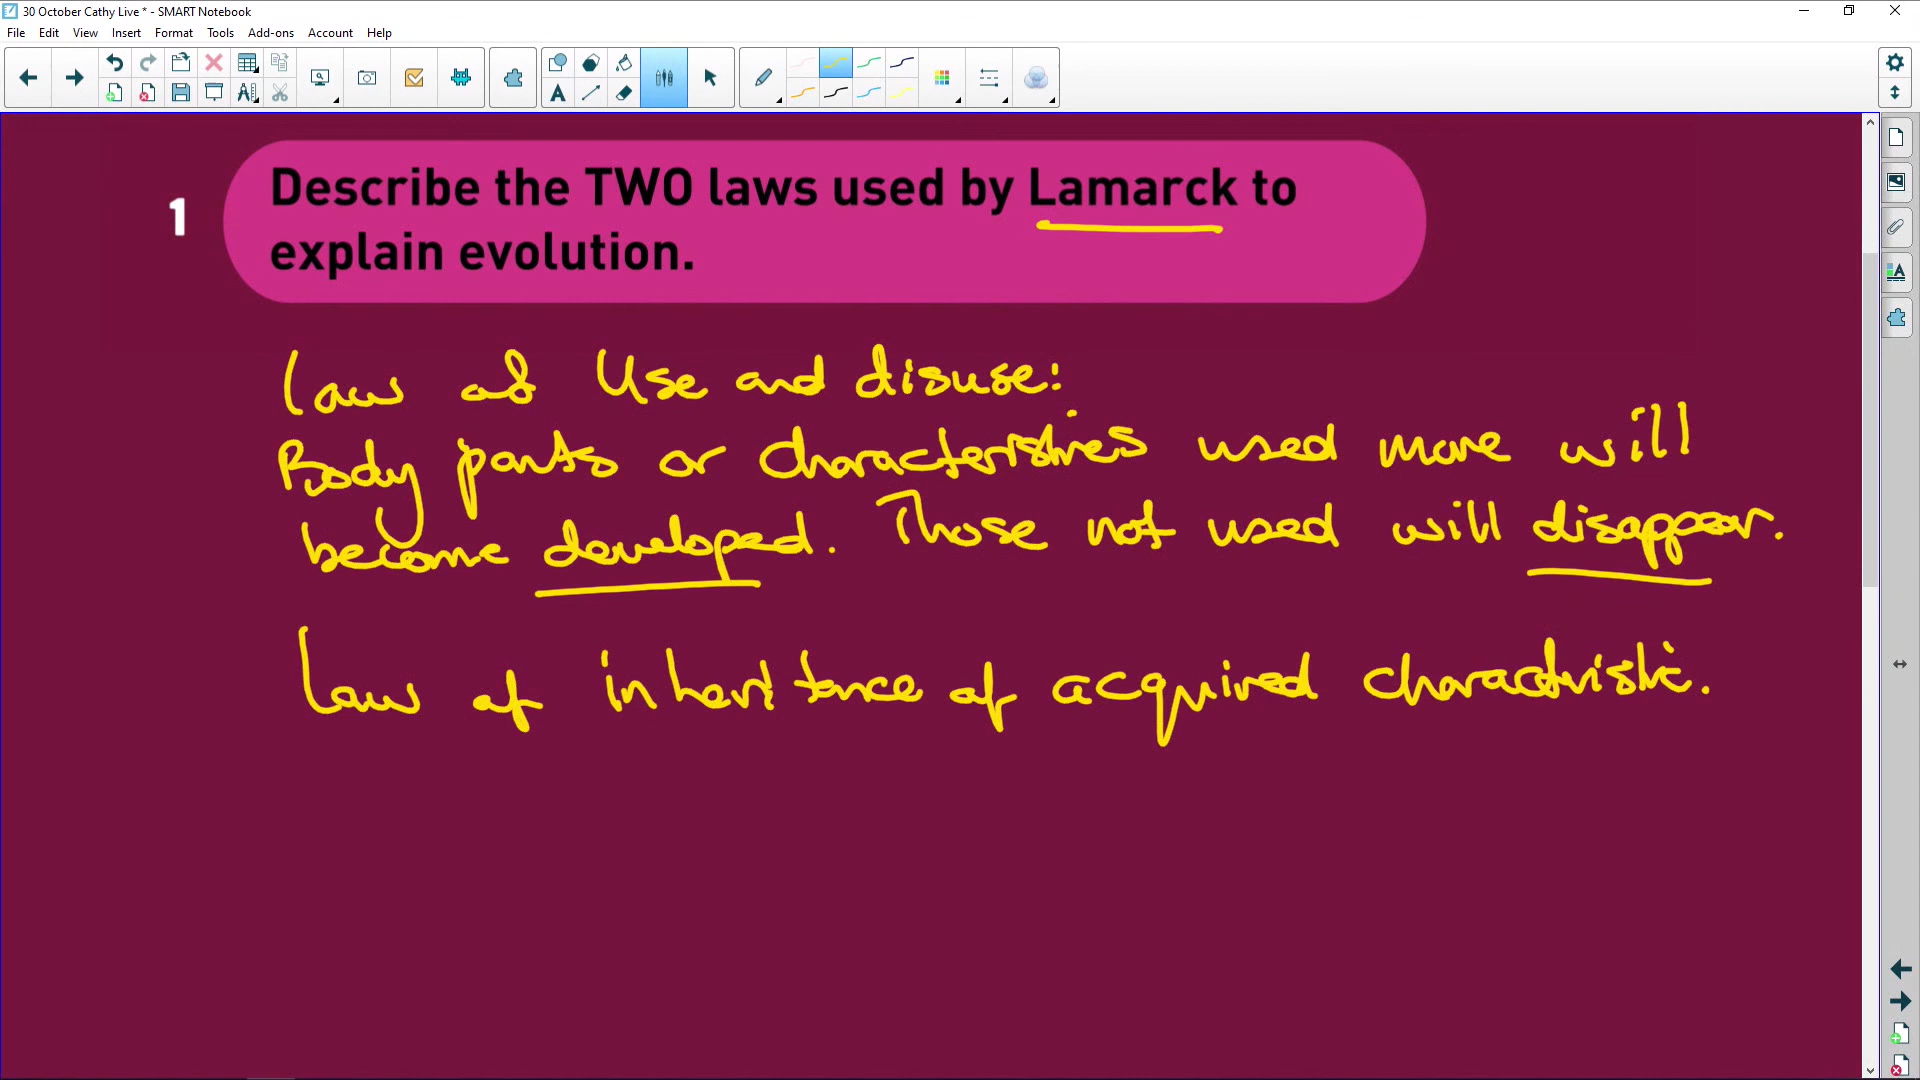 30 October Cathy Live * - SMART Notebook
File Edit View Insert Format Tools Add-ons Account Help
1
Describe the TWO laws used by Lamarck to
explain evolution.
Law of Use and disuse:
Body parts or characteristics used more will
become developed. Those not used will disappear.
Law of inheritance of acquired characteristic.